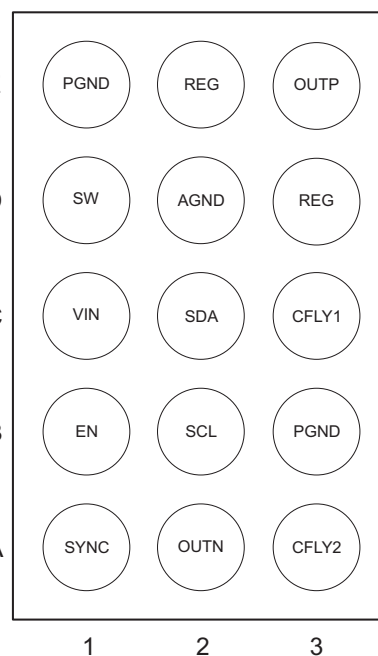 PGND REG OUTP
D SW AGND REG
C VIN SDA CFLY1
B EN SCL PGND
A SYNC OUTN CFLY2
1 2 3